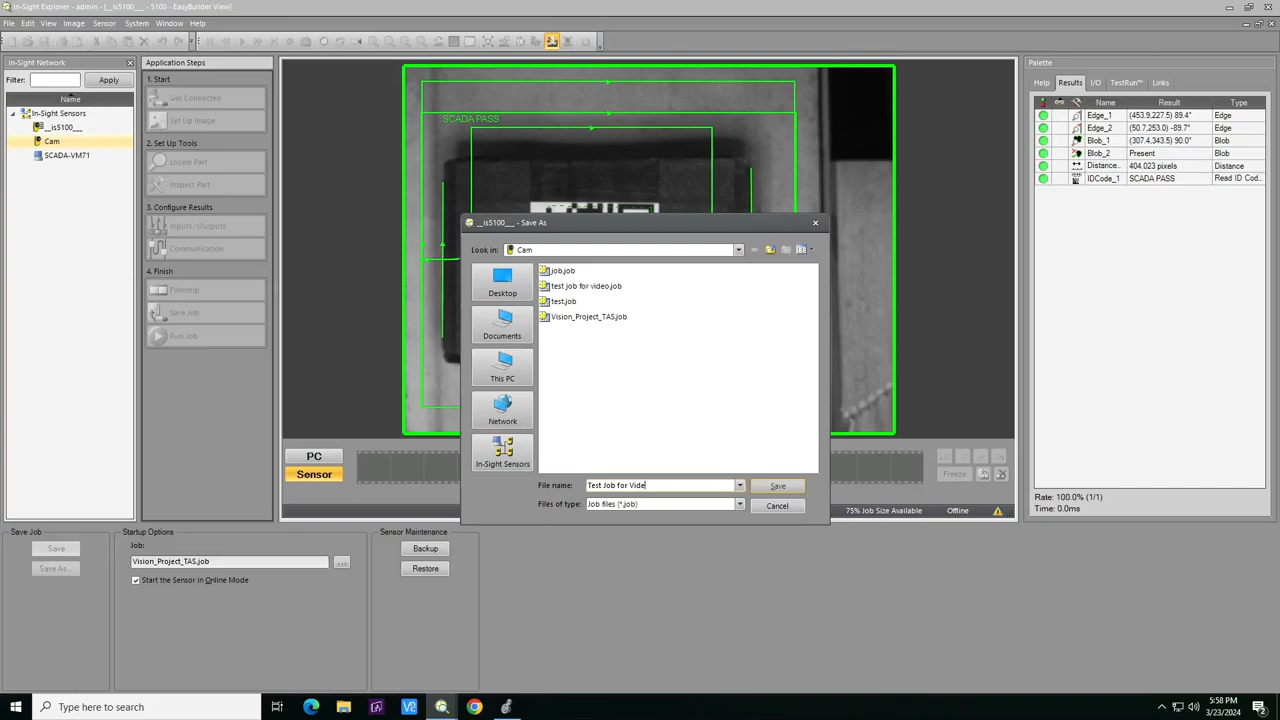 In-Sight Explorer - admin - [__is5100___ - 5100 - EasyBuilder View]
File Edit View Image Sensor System Window Help
In-Sight Network
Filter: Apply
Name
In-Sight Sensors
__is5100___
Cam
SCADA-VM71
Application Steps
1. Start
Get Connected
Set Up Image
2. Set Up Tools
Locate Part
Inspect Part
3. Configure Results
Inputs / Outputs
Communication
4. Finish
Filmstrip
Save Job
Run Job
SCADA PASS
__is5100___ - Save As
Look in: Cam
Desktop
Documents
This PC
Network
In-Sight Sensors
job.job
test job for video.job
test.job
Vision_Project_TAS.job
File name: Test Job for Vide Save
Files of type: Job files (*.job) Cancel
PC
Sensor
Freeze
75% Job Size Available Offline
Palette
Help Results I/O TestRun™ Links
Name Result Type
Edge_1 (453.9,227.5) 89.4° Edge
Edge_2 (50.7,253.0) -89.7° Edge
Blob_1 (307.4,343.5) 90.0° Blob
Blob_2 Present Blob
Distance... 404.023 pixels Distance
IDCode_1 SCADA PASS Read ID Cod...
Rate: 100.0% (1/1)
Time: 0.0ms
Save Job
Save
Save As...
Startup Options
Job:
Vision_Project_TAS.job ...
Start the Sensor in Online Mode
Sensor Maintenance
Backup
Restore
Type here to search
5:58 PM
3/23/2024
2